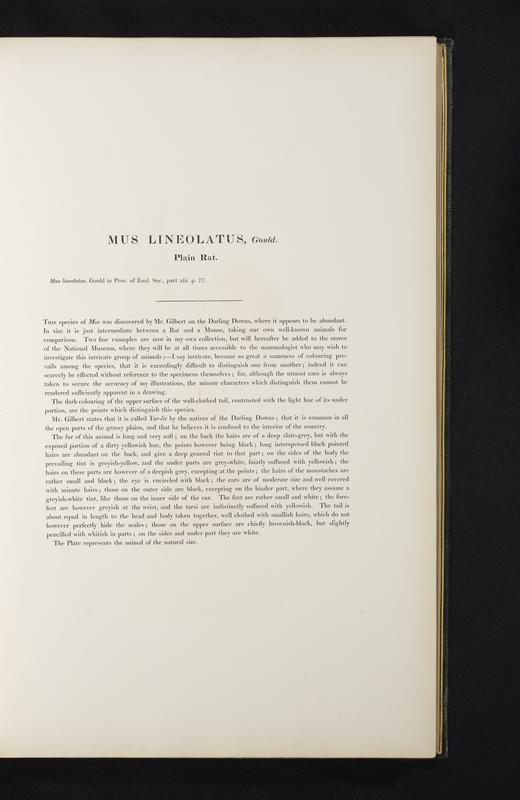 MUS LINEOLATUS, Gould.
Plain Rat.
Mus lineolatus, Gould in Proc. of Zool. Soc., part xiii. p. 77.
This species of Mus was discovered by Mr. Gilbert on the Darling Downs, where it appears to be abundant.
In size it is just intermediate between a Rat and a Mouse, taking our own well-known animals for
comparison. Two fine examples are now in my own collection, but will hereafter be added to the stores
of the National Museum, where they will be at all times accessible to the mammalogist who may wish to
investigate this intricate group of animals;—I say intricate, because so great a sameness of colouring pre-
vails among the species, that it is exceedingly difficult to distinguish one from another; indeed it can
scarcely be effected without reference to the specimens themselves; for, although the utmost care is always
taken to secure the accuracy of my illustrations, the minute characters which distinguish them cannot be
rendered sufficiently apparent in a drawing.
The dark colouring of the upper surface of the well-clothed tail, contrasted with the light hue of its under
portion, are the points which distinguish this species.
Mr. Gilbert states that it is called Yar-lie by the natives of the Darling Downs; that it is common in all
the open parts of the grassy plains, and that he believes it is confined to the interior of the country.
The fur of this animal is long and very soft; on the back the hairs are of a deep slate-grey, but with the
exposed portion of a dirty yellowish hue, the points however being black; long interspersed black pointed
hairs are abundant on the back, and give a deep general tint to that part; on the sides of the body the
prevailing tint is greyish-yellow, and the under parts are grey-white, faintly suffused with yellowish; the
hairs on these parts are however of a deepish grey, excepting at the points; the hairs of the moustaches are
rather small and black; the eye is encircled with black; the ears are of moderate size and well covered
with minute hairs; those on the outer side are black, excepting on the hinder part, where they assume a
greyish-white tint, like those on the inner side of the ear. The feet are rather small and white; the fore-
feet are however greyish at the wrist, and the tarsi are indistinctly suffused with yellowish. The tail is
about equal in length to the head and body taken together, well clothed with smallish hairs, which do not
however perfectly hide the scales; those on the upper surface are chiefly brownish-black, but slightly
pencilled with whitish in parts; on the sides and under part they are white.
The Plate represents the animal of the natural size.